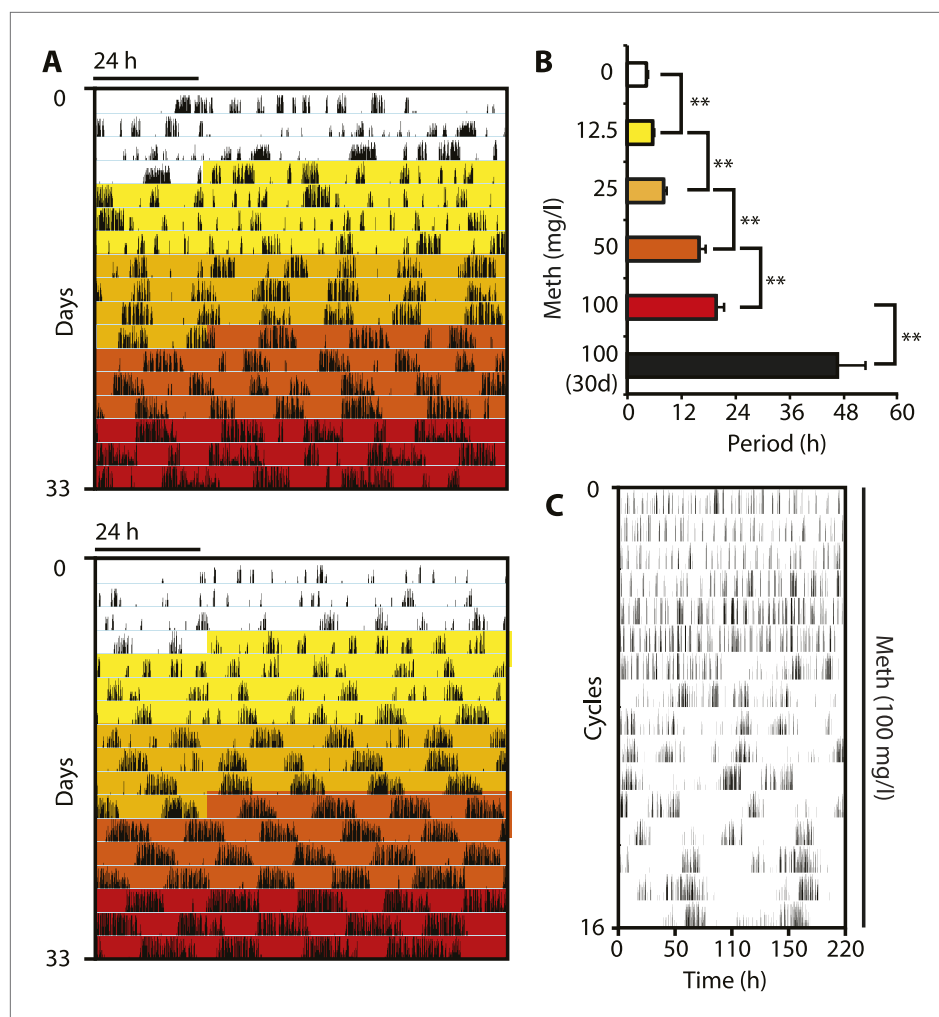 A
24 h
0
Days
33
24 h
0
Days
33
B
Meth (mg/l)
0
12.5
25
50
100
100
(30d)
**
**
**
**
**
0 12 24 36 48 60
Period (h)
C
0
Cycles
16
0 50 110 150 220
Time (h)
Meth (100 mg/l)